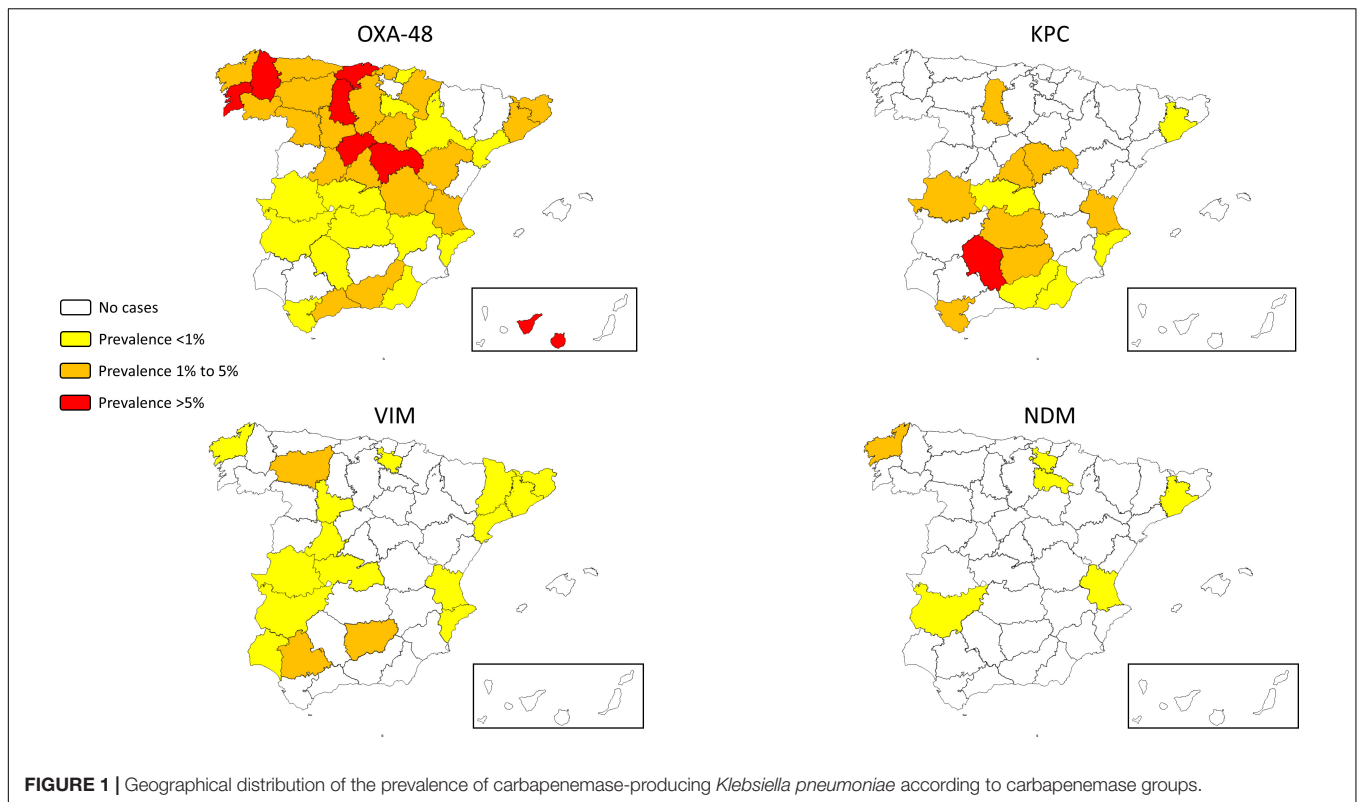 OXA-48
KPC
No cases
Prevalence <1%
Prevalence 1% to 5%
Prevalence >5%
VIM
NDM
FIGURE 1 | Geographical distribution of the prevalence of carbapenemase-producing Klebsiella pneumoniae according to carbapenemase groups.